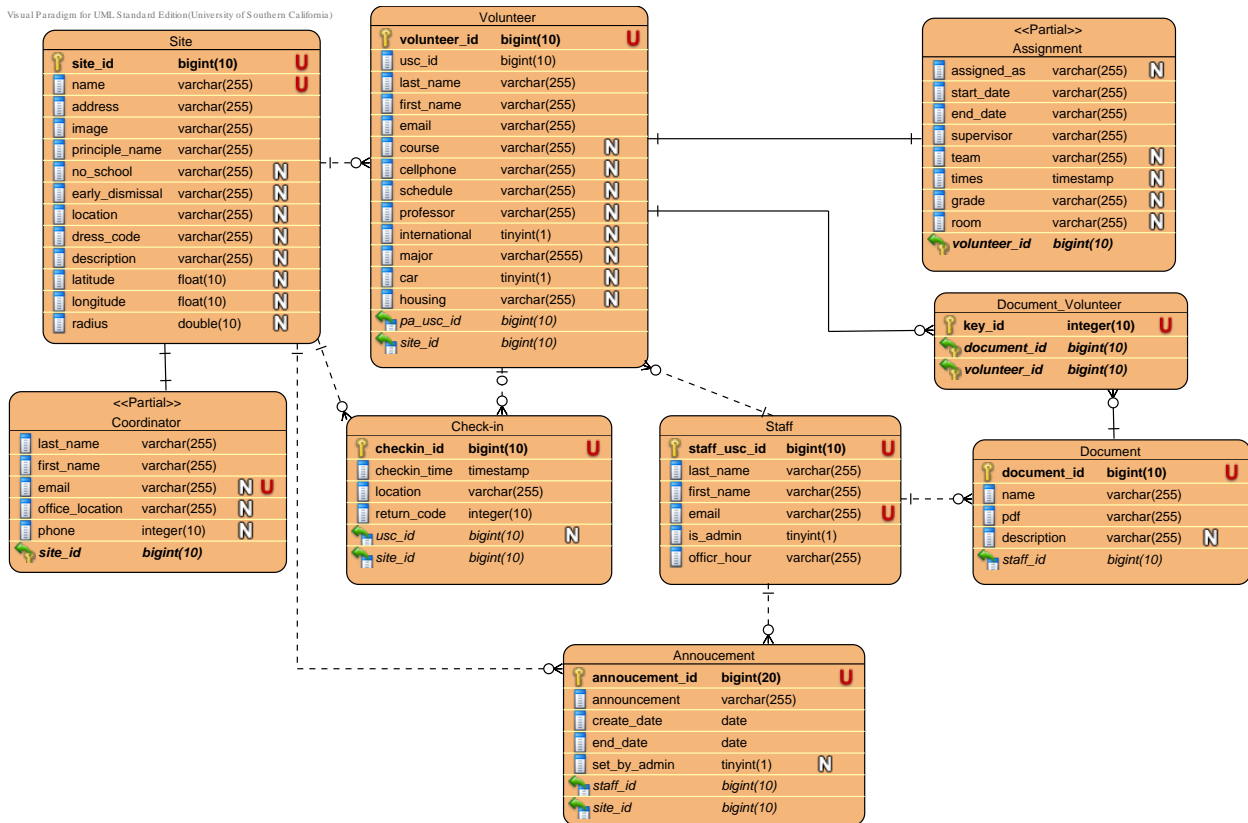 Visual Paradigm for UML Standard Edition(University of Southern California)
Site
site_id bigint(10) U
name varchar(255) U
address varchar(255)
image varchar(255)
principle_name varchar(255)
no_school varchar(255) N
early_dismissal varchar(255) N
location varchar(255) N
dress_code varchar(255) N
description varchar(255) N
latitude float(10) N
longitude float(10) N
radius double(10) N
Volunteer
volunteer_id bigint(10) U
usc_id bigint(10)
last_name varchar(255)
first_name varchar(255)
email varchar(255)
course varchar(255) N
cellphone varchar(255) N
schedule varchar(255) N
professor varchar(255) N
international tinyint(1) N
major varchar(2555) N
car tinyint(1) N
housing varchar(255) N
pa_usc_id bigint(10)
site_id bigint(10)
<<Partial>>
Assignment
assigned_as varchar(255) N
start_date varchar(255)
end_date varchar(255)
supervisor varchar(255)
team varchar(255) N
times timestamp N
grade varchar(255) N
room varchar(255) N
volunteer_id bigint(10)
Document_Volunteer
key_id integer(10) U
document_id bigint(10)
volunteer_id bigint(10)
<<Partial>>
Coordinator
last_name varchar(255)
first_name varchar(255)
email varchar(255) N U
office_location varchar(255) N
phone integer(10) N
site_id bigint(10)
Check-in
checkin_id bigint(10) U
checkin_time timestamp
location varchar(255)
return_code integer(10)
usc_id bigint(10) N
site_id bigint(10)
Staff
staff_usc_id bigint(10) U
last_name varchar(255)
first_name varchar(255)
email varchar(255) U
is_admin tinyint(1)
officr_hour varchar(255)
Document
document_id bigint(10) U
name varchar(255)
pdf varchar(255)
description varchar(255) N
staff_id bigint(10)
Annoucement
annoucement_id bigint(20) U
announcement varchar(255)
create_date date
end_date date
set_by_admin tinyint(1) N
staff_id bigint(10)
site_id bigint(10)